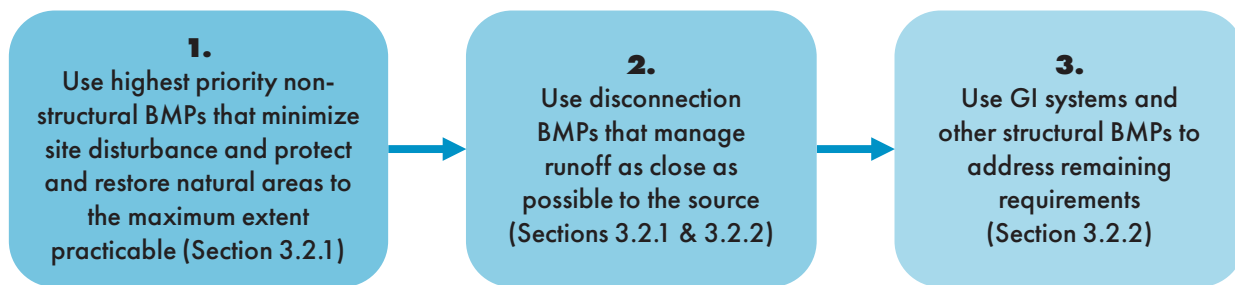 1.
Use highest priority non-
structural BMPs that minimize
site disturbance and protect
and restore natural areas to
the maximum extent
practicable (Section 3.2.1)
2.
Use disconnection
BMPs that manage
runoff as close as
possible to the source
(Sections 3.2.1 & 3.2.2)
3.
Use GI systems and
other structural BMPs to
address remaining
requirements
(Section 3.2.2)